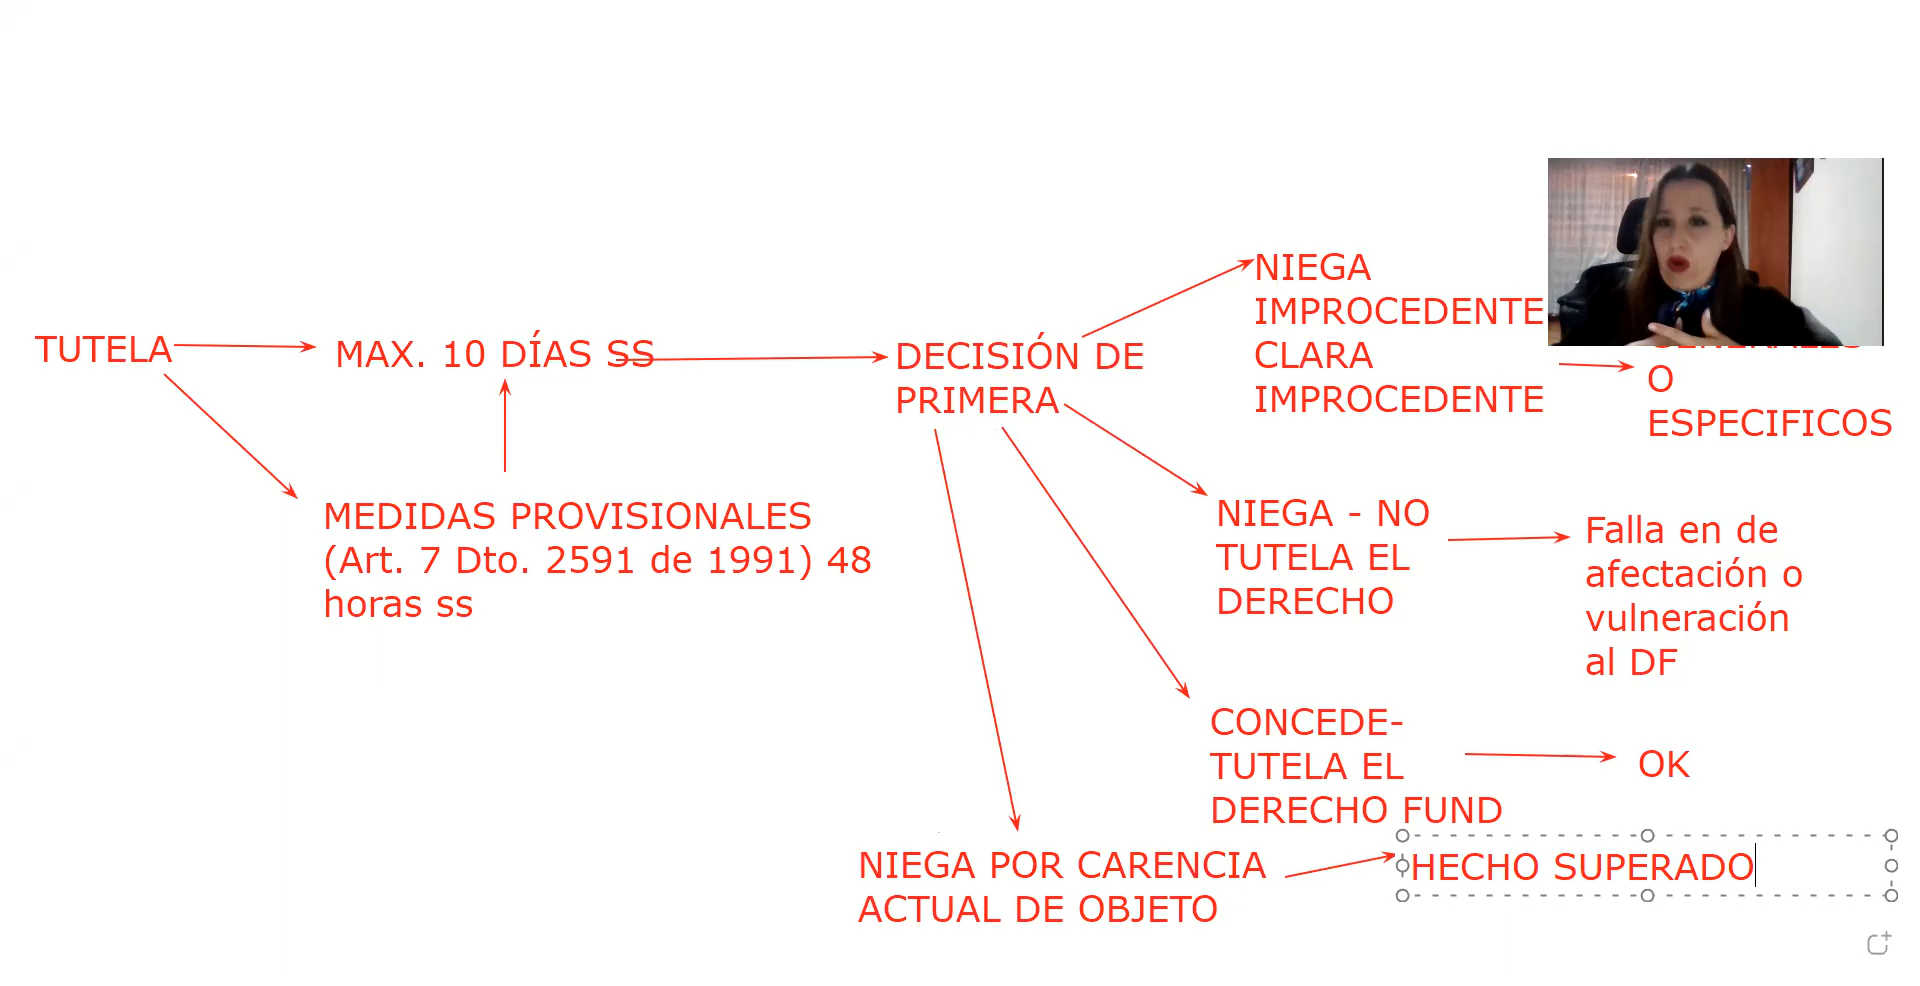 TUTELA
MAX. 10 DÍAS SS
MEDIDAS PROVISIONALES
(Art. 7 Dto. 2591 de 1991) 48
horas ss
DECISIÓN DE
PRIMERA
NIEGA
IMPROCEDENTE
CLARA
IMPROCEDENTE
O
ESPECIFICOS
NIEGA - NO
TUTELA EL
DERECHO
Falla en de
afectación o
vulneración
al DF
CONCEDE-
TUTELA EL
DERECHO FUND
OK
NIEGA POR CARENCIA
ACTUAL DE OBJETO
HECHO SUPERADO